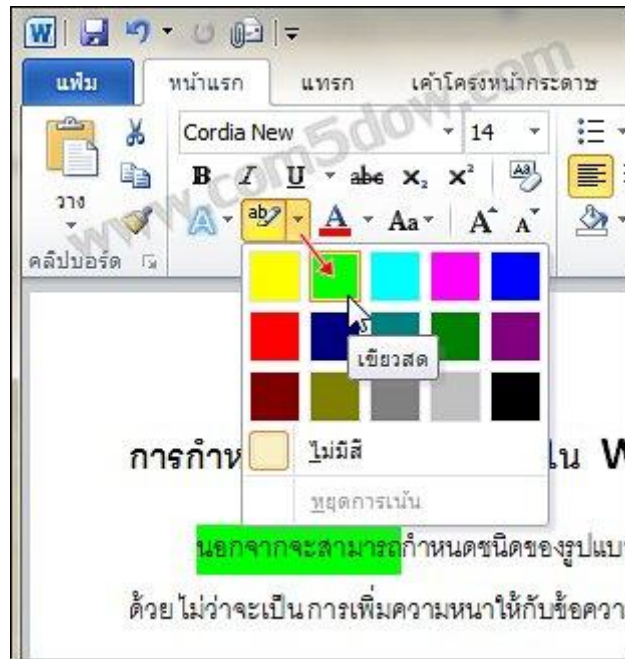 แฟ้ม หน้าแรก แทรก เค้าโครงหน้ากระดาษ
Cordia New 14
วาง
B I U abc X₂ X² Aa
ab A A Aa A A
คลิปบอร์ด
www.com5dow.com
เขียวสด
ไม่มีสี
หยุดการเน้น
การกำห ใน W
นอกจากจะสามารถกำหนดชนิดของรูปแบบ
ด้วย ไม่ว่าจะเป็นการเพิ่มความหนาให้กับข้อควา